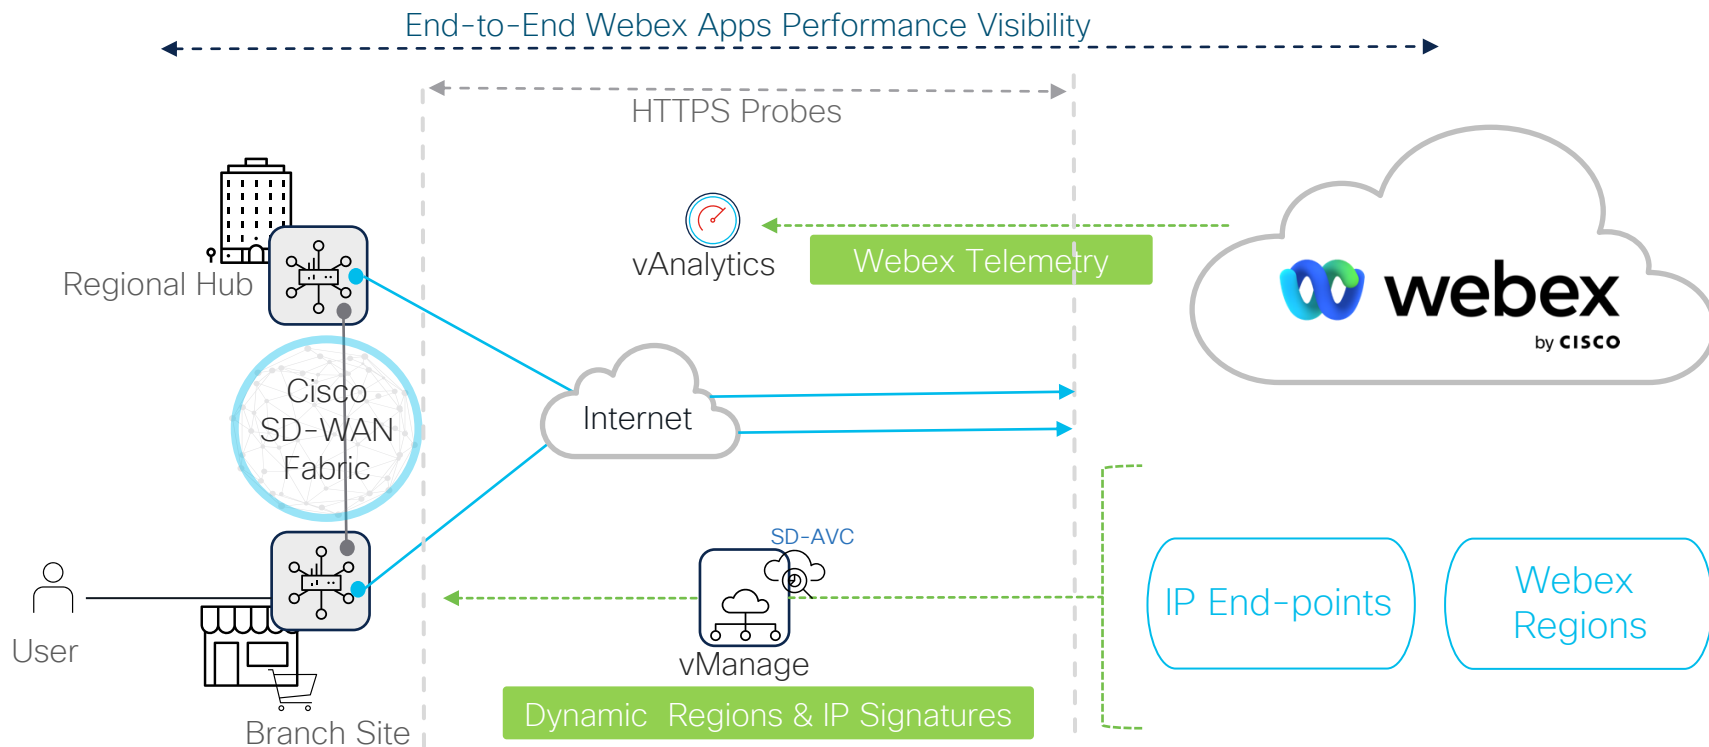 End-to-End Webex Apps Performance Visibility
HTTPS Probes
vAnalytics
Webex Telemetry
Regional Hub
webex
by CISCO
Cisco
SD-WAN
Fabric
Internet
SD-AVC
IP End-points
Webex
Regions
User
vManage
Dynamic Regions & IP Signatures
Branch Site